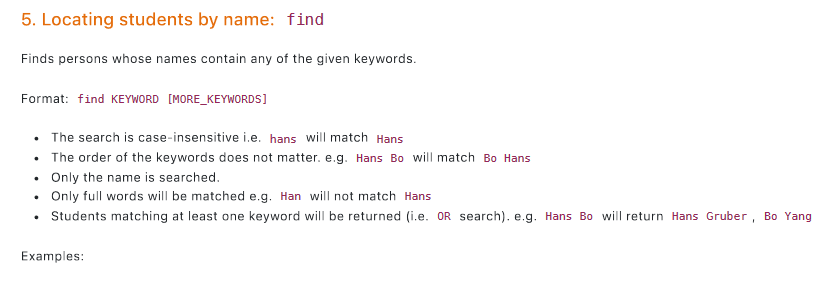 5. Locating students by name: find
Finds persons whose names contain any of the given keywords.
Format: find KEYWORD [MORE_KEYWORDS]
• The search is case-insensitive i.e. hans will match Hans
• The order of the keywords does not matter. e.g. Hans Bo will match Bo Hans
• Only the name is searched.
• Only full words will be matched e.g. Han will not match Hans
• Students matching at least one keyword will be returned (i.e. OR search). e.g. Hans Bo will return Hans Gruber , Bo Yang
Examples: